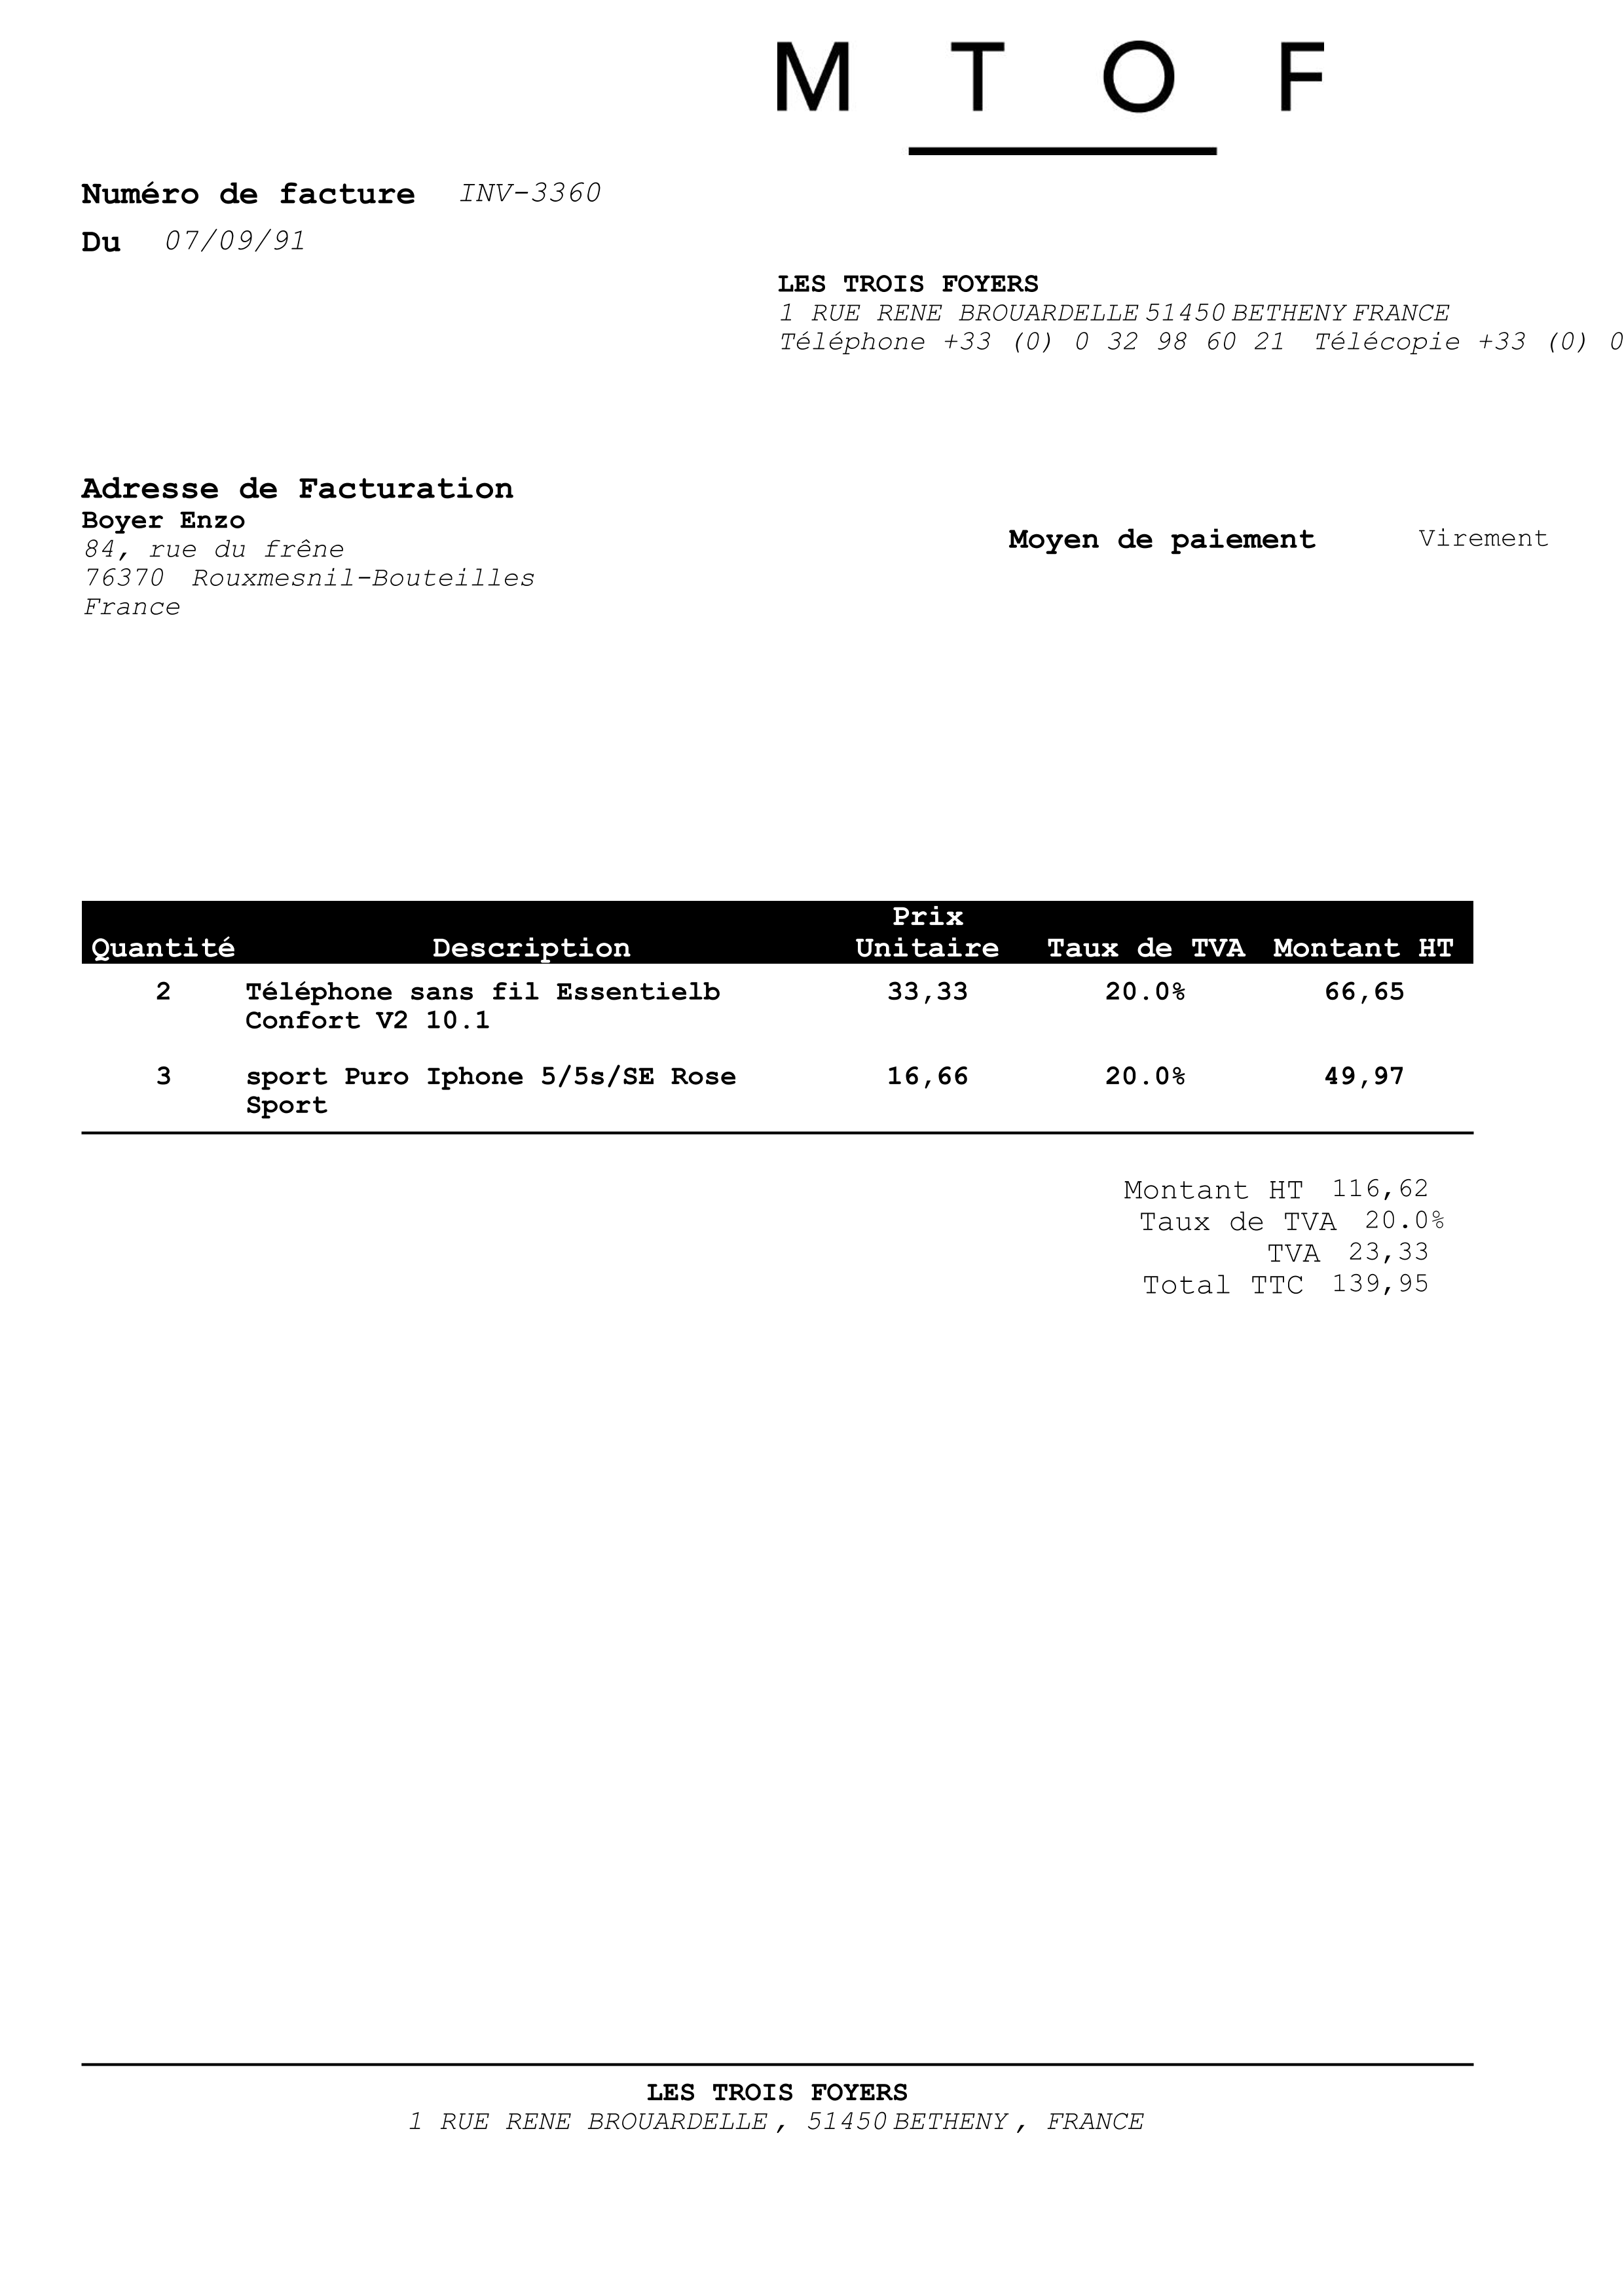 M T O F
Numéro de facture INV-3360
Du 07/09/91
LES TROIS FOYERS
1 RUE RENE BROUARDELLE 51450 BETHENY FRANCE
Téléphone +33 (0) 0 32 98 60 21 Télécopie +33 (0) 0
Adresse de Facturation
Boyer Enzo
84, rue du frêne
76370 Rouxmesnil-Bouteilles
France
Moyen de paiement Virement
Prix
Quantité Description Unitaire Taux de TVA Montant HT
2 Téléphone sans fil Essentielb 33,33 20.0% 66,65
Confort V2 10.1
3 sport Puro Iphone 5/5s/SE Rose 16,66 20.0% 49,97
Sport
Montant HT 116,62
Taux de TVA 20.0%
TVA 23,33
Total TTC 139,95
LES TROIS FOYERS
1 RUE RENE BROUARDELLE , 51450 BETHENY , FRANCE